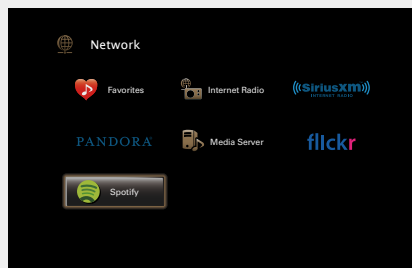 Network
Favorites
Internet Radio
((SiriusXM))
INTERNET RADIO
PANDORA
Media Server
flickr
Spotify